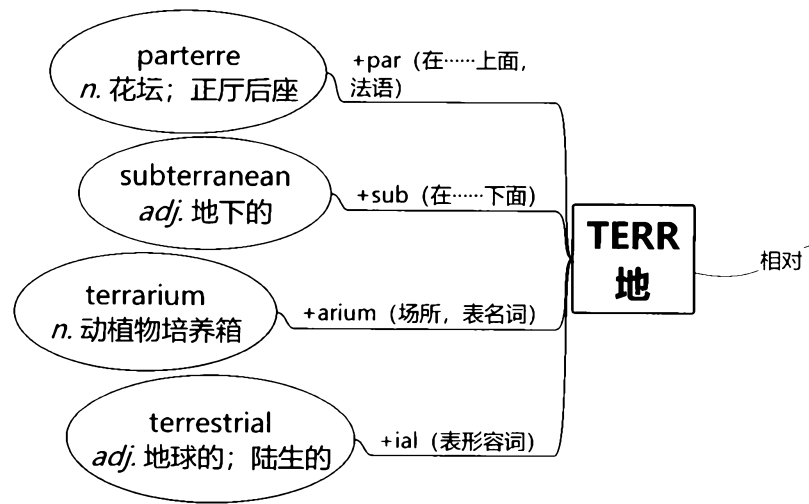 parterre
n. 花坛；正厅后座
+par（在……上面，
法语）
subterranean
adj. 地下的
+sub（在……下面）
TERR
地
相对
terrarium
n. 动植物培养箱
+arium（场所，表名词）
terrestrial
adj. 地球的；陆生的
+ial（表形容词）